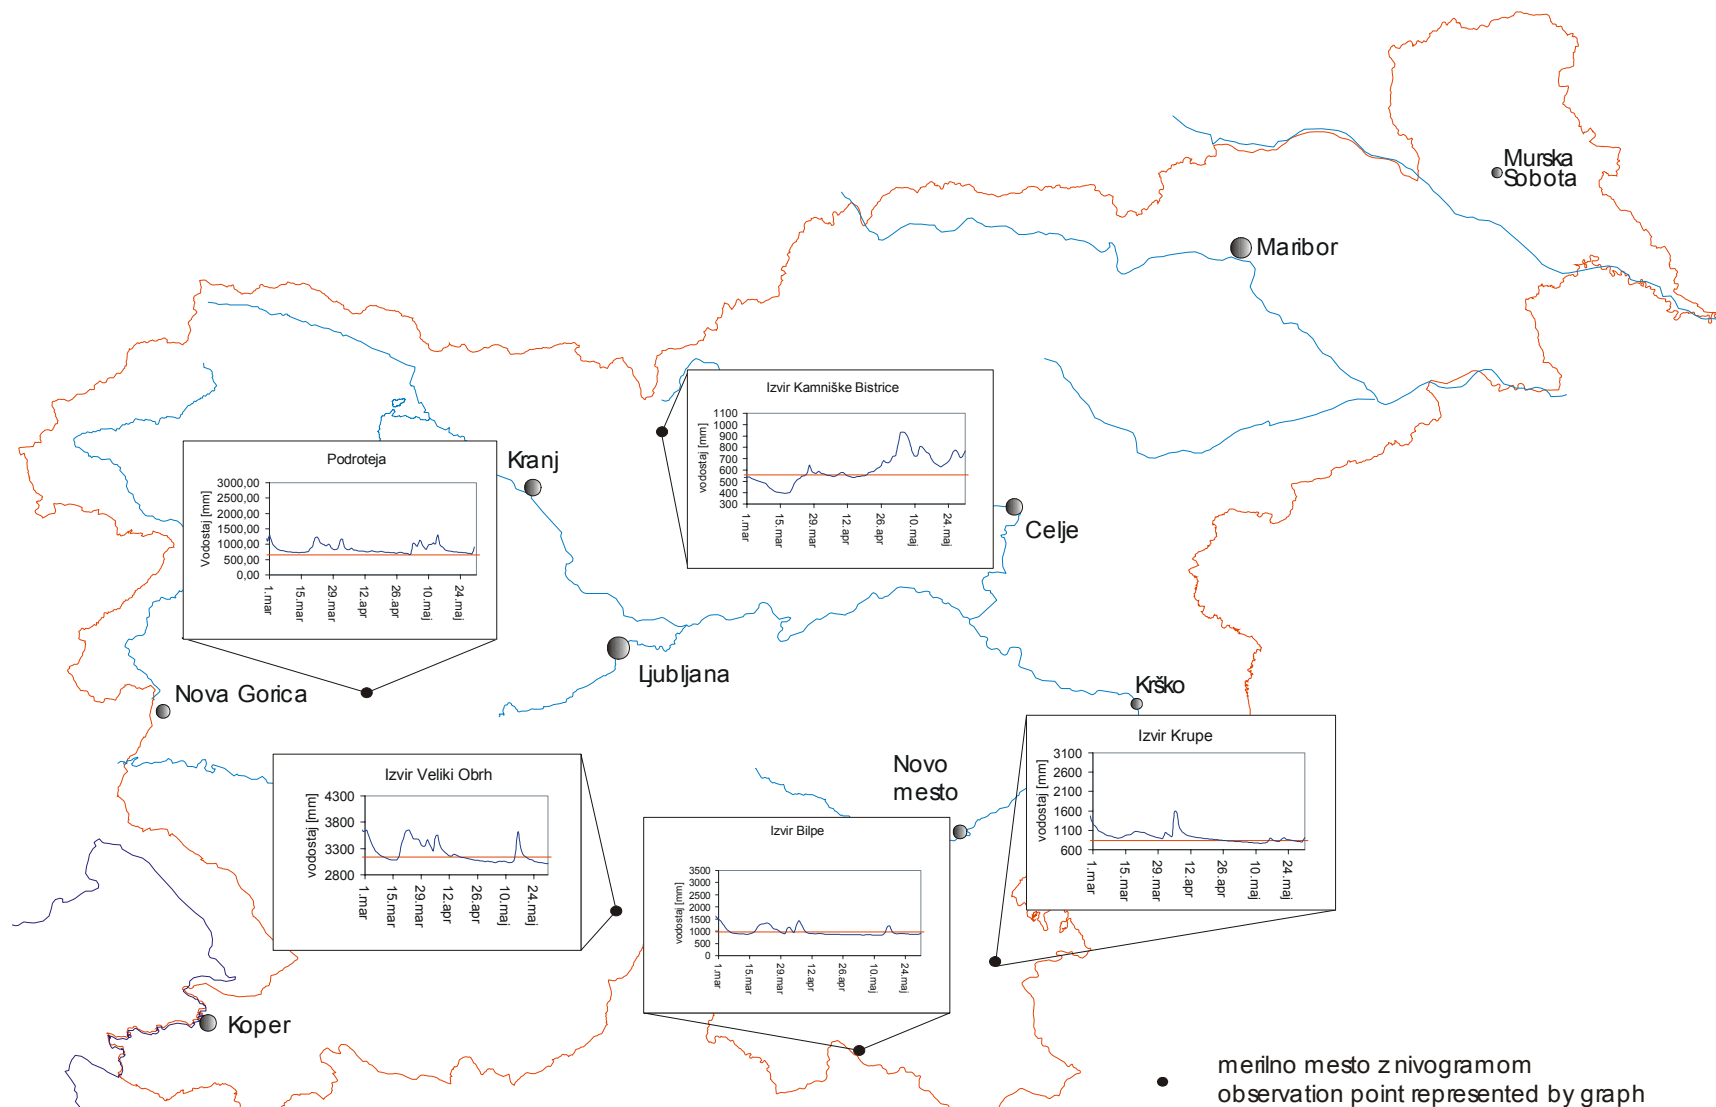 Murska
Sobota
Maribor
Izvir Kamniške Bistrice
vodostaj [mm]
1100
1000
900
800
700
600
500
400
300
1.mar
15.mar
29.mar
12.apr
26.apr
10.maj
24.maj
Podroteja
Vodostaj [mm]
3000,00
2500,00
2000,00
1500,00
1000,00
500,00
0,00
1.mar
15.mar
29.mar
12.apr
26.apr
10.maj
24.maj
Kranj
Celje
Ljubljana
Nova Gorica
Krško
Izvir Krupe
vodostaj [mm]
3100
2600
2100
1600
1100
600
1.mar
15.mar
29.mar
12.apr
26.apr
10.maj
24.maj
Izvir Veliki Obrh
vodostaj [mm]
4300
3800
3300
2800
1.mar
15.mar
29.mar
12.apr
26.apr
10.maj
24.maj
Novo
mesto
Izvir Bilpe
vodostaj [mm]
3500
3000
2500
2000
1500
1000
500
0
1.mar
15.mar
29.mar
12.apr
26.apr
10.maj
24.maj
Koper
merilno mesto z nivogramom
observation point represented by graph